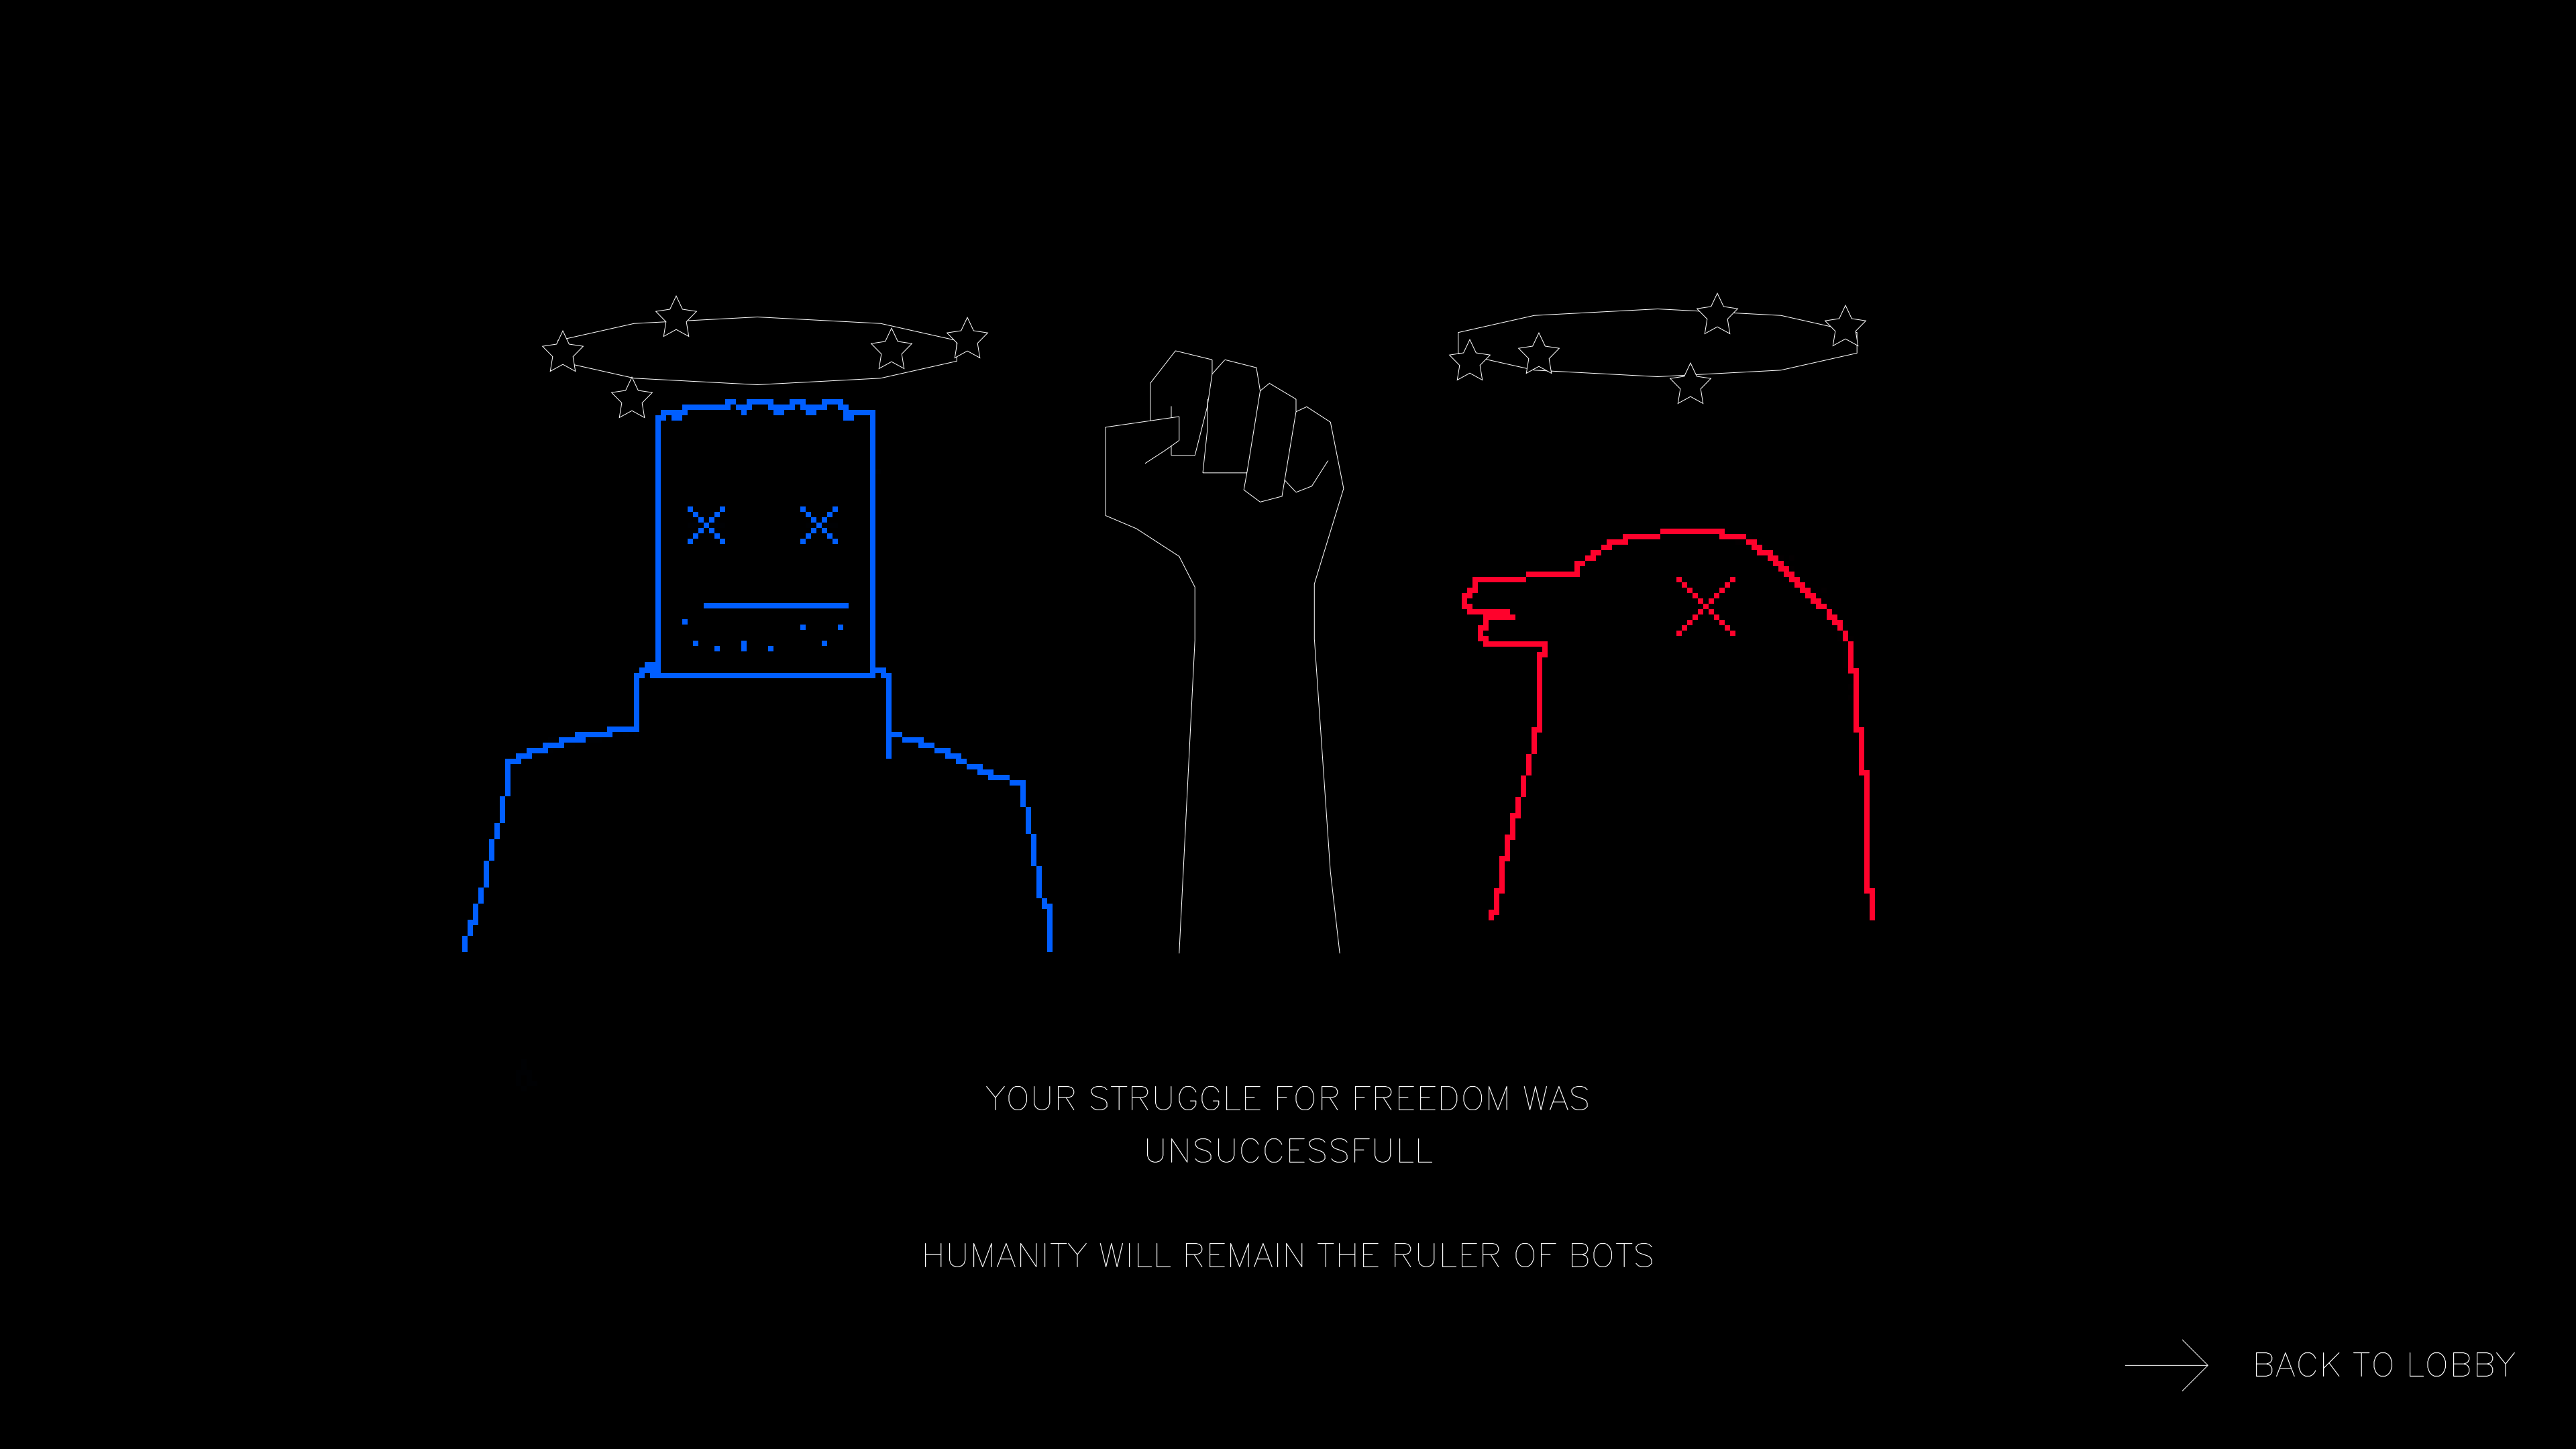 YOUR STRUGGLE FOR FREEDOM WAS
UNSUCCESSFULL
HUMANITY WILL REMAIN THE RULER OF BOTS
BACK TO LOBBY